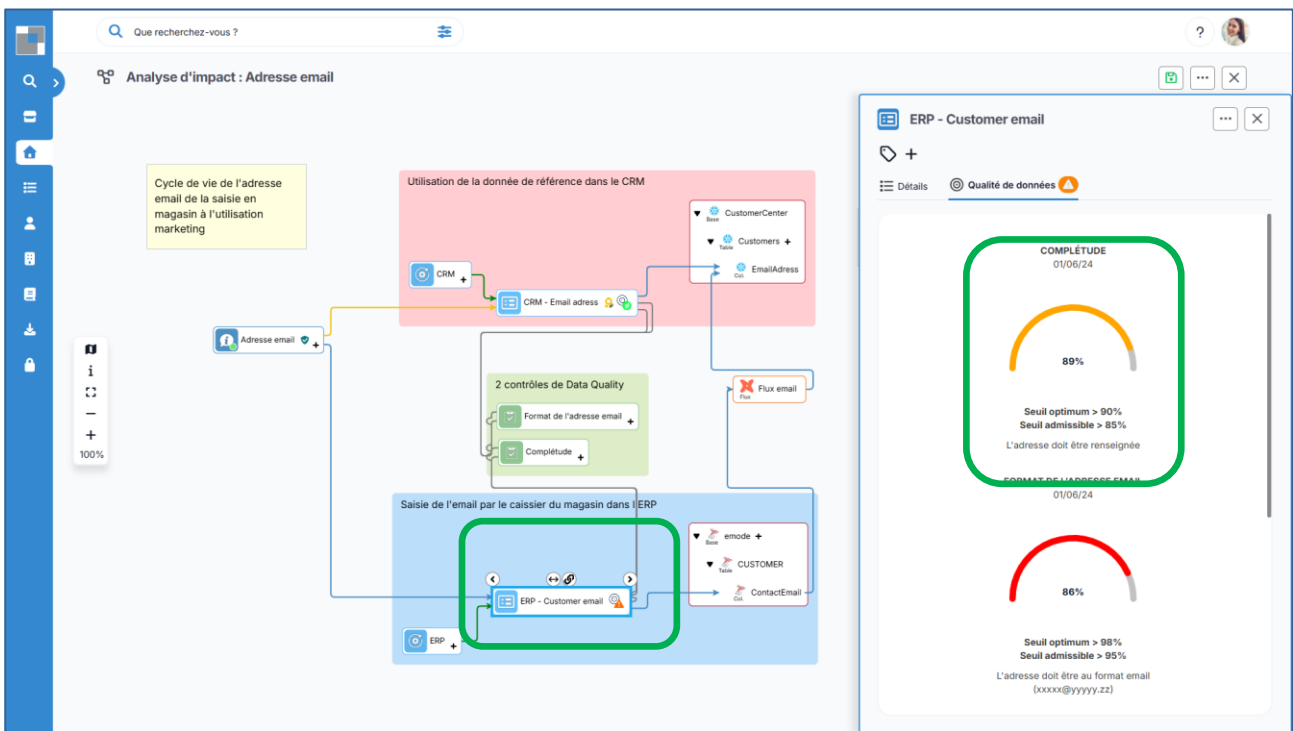 Que recherchez-vous ?
?
Analyse d'impact : Adresse email
Cycle de vie de l'adresse
email de la saisie en
magasin à l'utilisation
marketing
Utilisation de la donnée de référence dans le CRM
CustomerCenter
Base
Customers +
Table
EmailAdress
Col.
CRM +
CRM - Email adress
Adresse email +
2 contrôles de Data Quality
Format de l'adresse email +
Complétude +
Flux email
Flux
Saisie de l'email par le caissier du magasin dans l'ERP
emode +
Base
CUSTOMER
Table
ContactEmail
Col.
ERP - Customer email
ERP +
i
−
+
100%
ERP - Customer email
+
Détails
Qualité de données
COMPLÉTUDE
01/06/24
89%
Seuil optimum > 90%
Seuil admissible > 85%
L'adresse doit être renseignée
FORMAT DE L'ADRESSE EMAIL
01/06/24
86%
Seuil optimum > 98%
Seuil admissible > 95%
L'adresse doit être au format email
(xxxxx@yyyyy.zz)